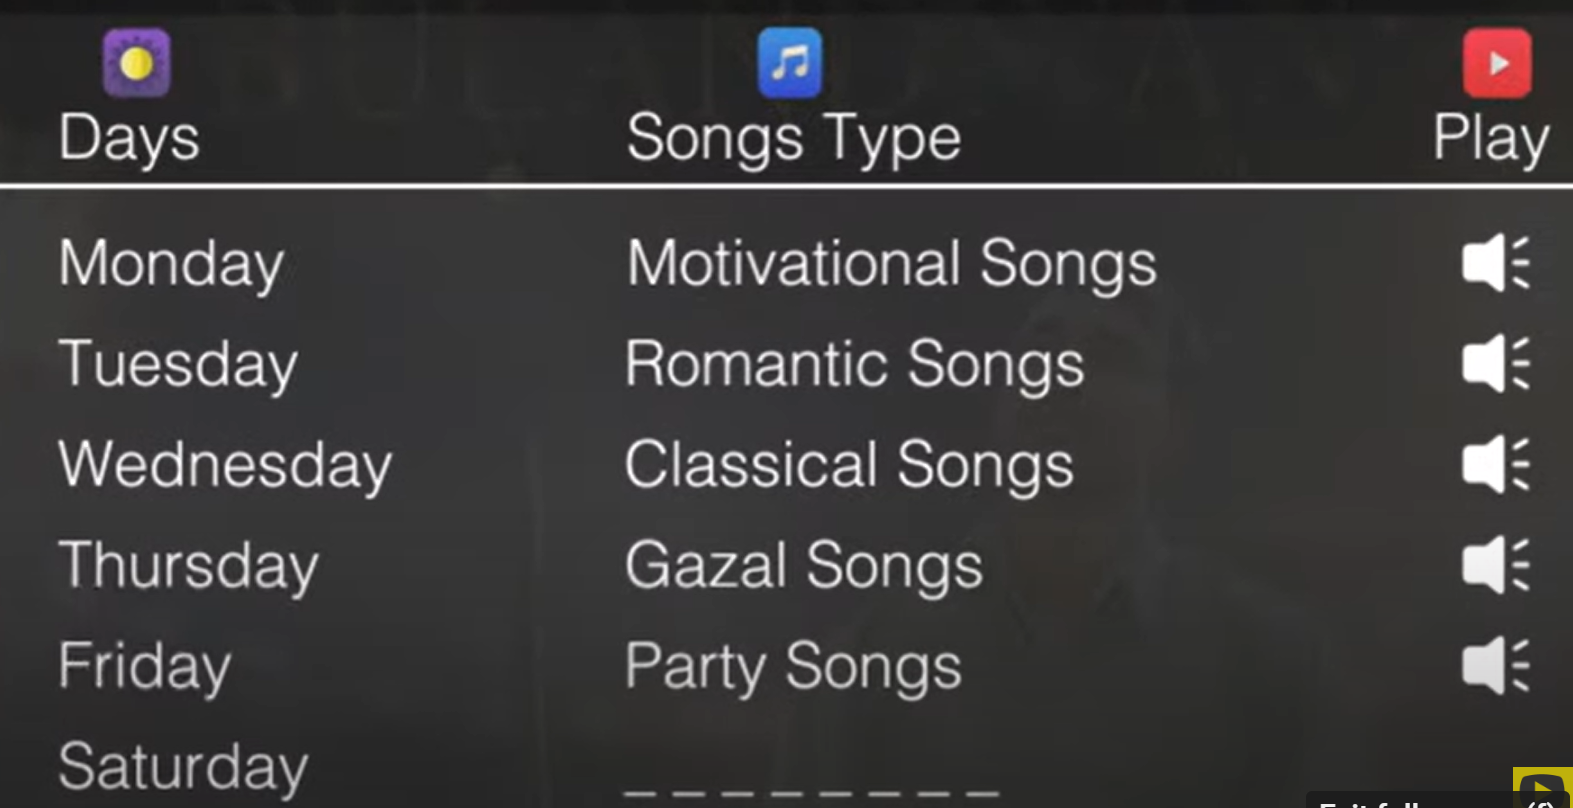 Days Songs Type Play
Monday Motivational Songs
Tuesday Romantic Songs
Wednesday Classical Songs
Thursday Gazal Songs
Friday Party Songs
Saturday _ _ _ _ _ _ _ _